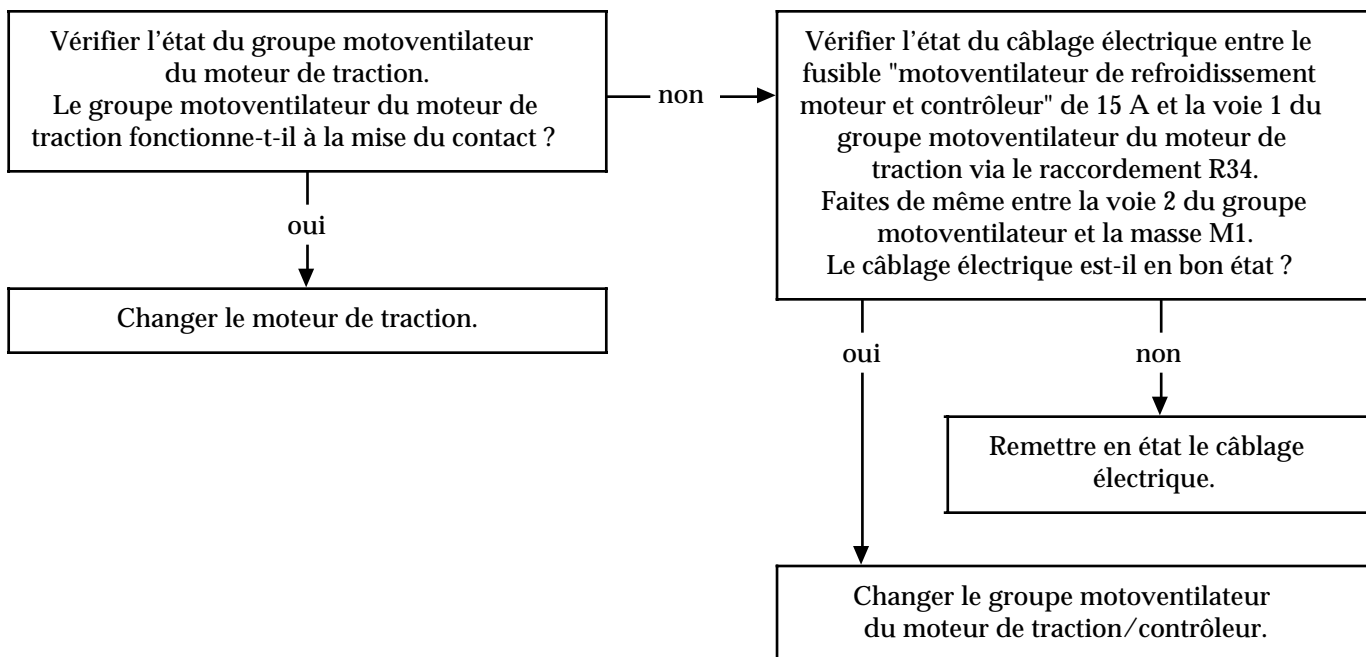 Vérifier l'état du groupe motoventilateur
du moteur de traction.
Le groupe motoventilateur du moteur de
traction fonctionne-t-il à la mise du contact ?
non
Vérifier l'état du câblage électrique entre le
fusible "motoventilateur de refroidissement
moteur et contrôleur" de 15 A et la voie 1 du
groupe motoventilateur du moteur de
traction via le raccordement R34.
Faites de même entre la voie 2 du groupe
motoventilateur et la masse M1.
Le câblage électrique est-il en bon état ?
oui
Changer le moteur de traction.
oui
non
Remettre en état le câblage
électrique.
Changer le groupe motoventilateur
du moteur de traction/contrôleur.